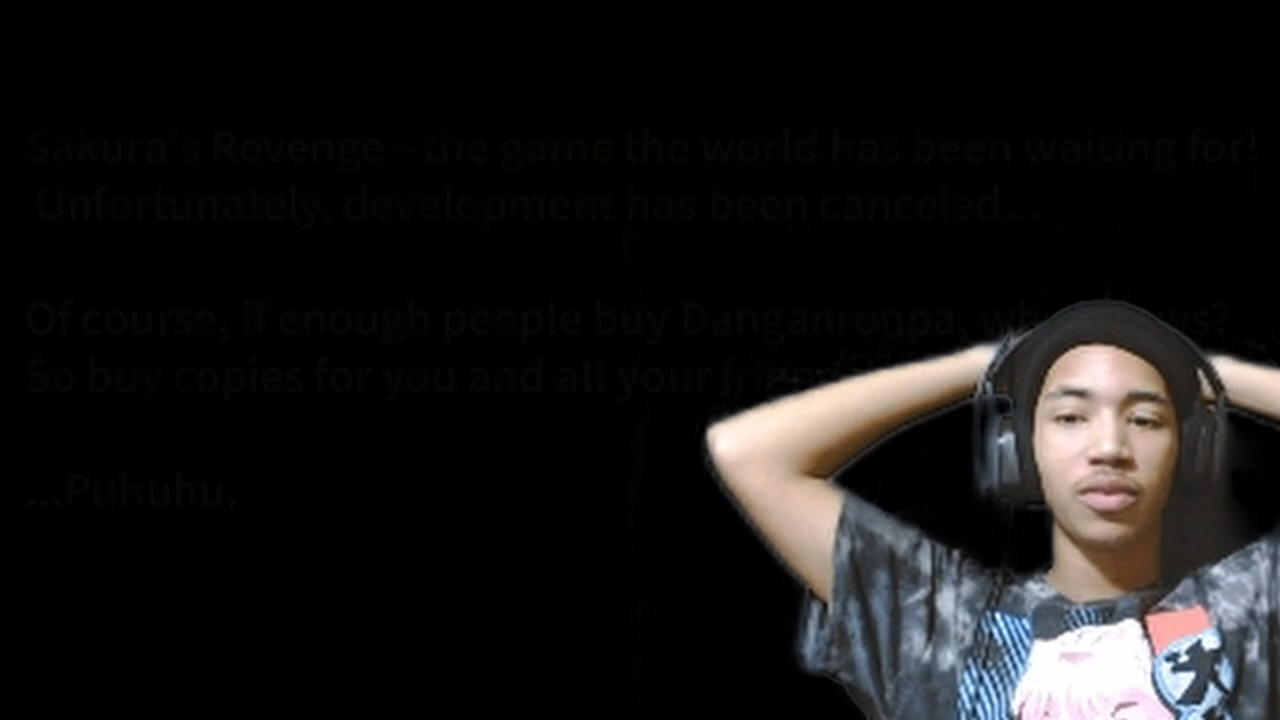 Sakura's Revenge—the game the world has been waiting for!
Unfortunately, development has been canceled...
Of course, if enough people buy Danganronpa,
So buy copies for you and all your
...Puhuhu.